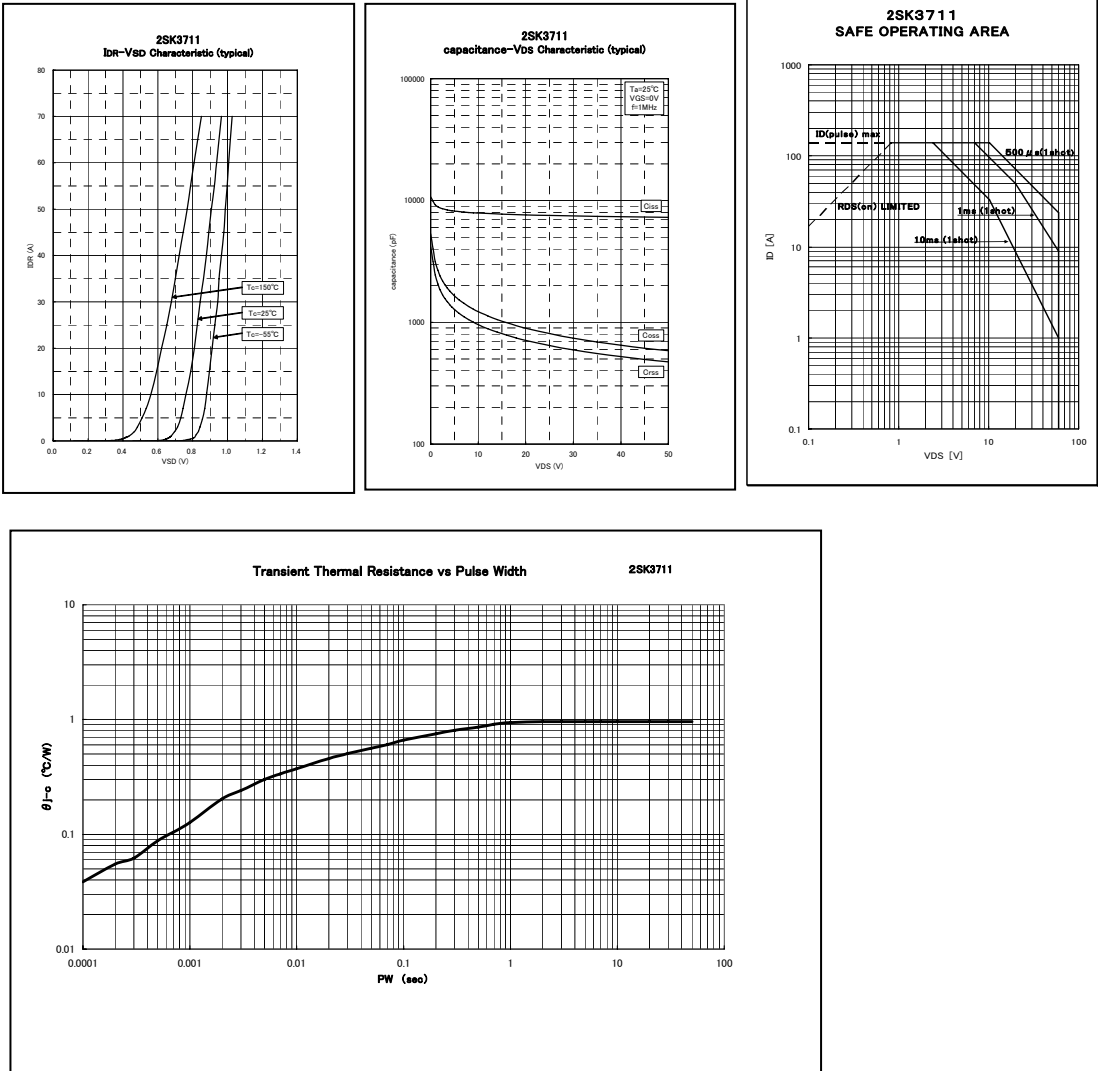 2SK3711
IDR-VSD Characteristic (typical)
80
70
60
50
40
30
20
10
0
IDR (A)
Tc=150℃
Tc=25℃
Tc=-55℃
0.0 0.2 0.4 0.6 0.8 1.0 1.2 1.4
VSD (V)
2SK3711
capacitance-VDS Characteristic (typical)
100000
10000
1000
100
capacitance (pF)
Ta=25℃
VGS=0V
f=1MHz
Ciss
Coss
Crss
0 10 20 30 40 50
VDS (V)
2SK3711
SAFE OPERATING AREA
1000
100
10
1
0.1
ID [A]
ID(pulse) max
500μs(1shot)
RDS(on) LIMITED
1ms (1shot)
10ms (1shot)
0.1 1 10 100
VDS [V]
Transient Thermal Resistance vs Pulse Width 2SK3711
10
1
0.1
0.01
θj-c (℃/W)
0.0001 0.001 0.01 0.1 1 10 100
PW (sec)